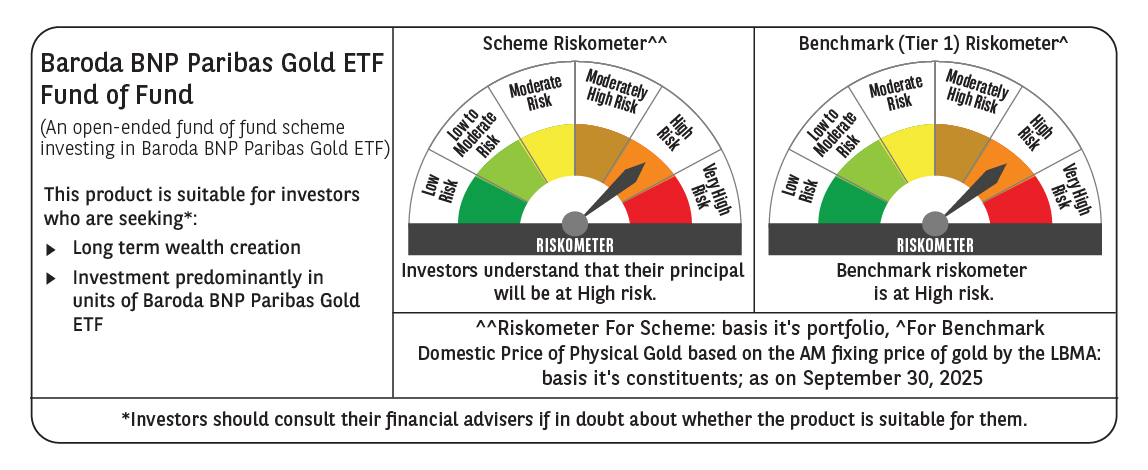 Baroda BNP Paribas Gold ETF
Fund of Fund
(An open-ended fund of fund scheme
investing in Baroda BNP Paribas Gold ETF)
This product is suitable for investors
who are seeking*:
Long term wealth creation
Investment predominantly in
units of Baroda BNP Paribas Gold
ETF
Scheme Riskometer^^
Low
Risk
Low to
Moderate
Risk
Moderate
Risk
Moderately
High Risk
High
Risk
Very High
Risk
RISKOMETER
Investors understand that their principal
will be at High risk.
Benchmark (Tier 1) Riskometer^
Low
Risk
Low to
Moderate
Risk
Moderate
Risk
Moderately
High Risk
High
Risk
Very High
Risk
RISKOMETER
Benchmark riskometer
is at High risk.
^^Riskometer For Scheme: basis it's portfolio, ^For Benchmark
Domestic Price of Physical Gold based on the AM fixing price of gold by the LBMA:
basis it's constituents; as on September 30, 2025
*Investors should consult their financial advisers if in doubt about whether the product is suitable for them.